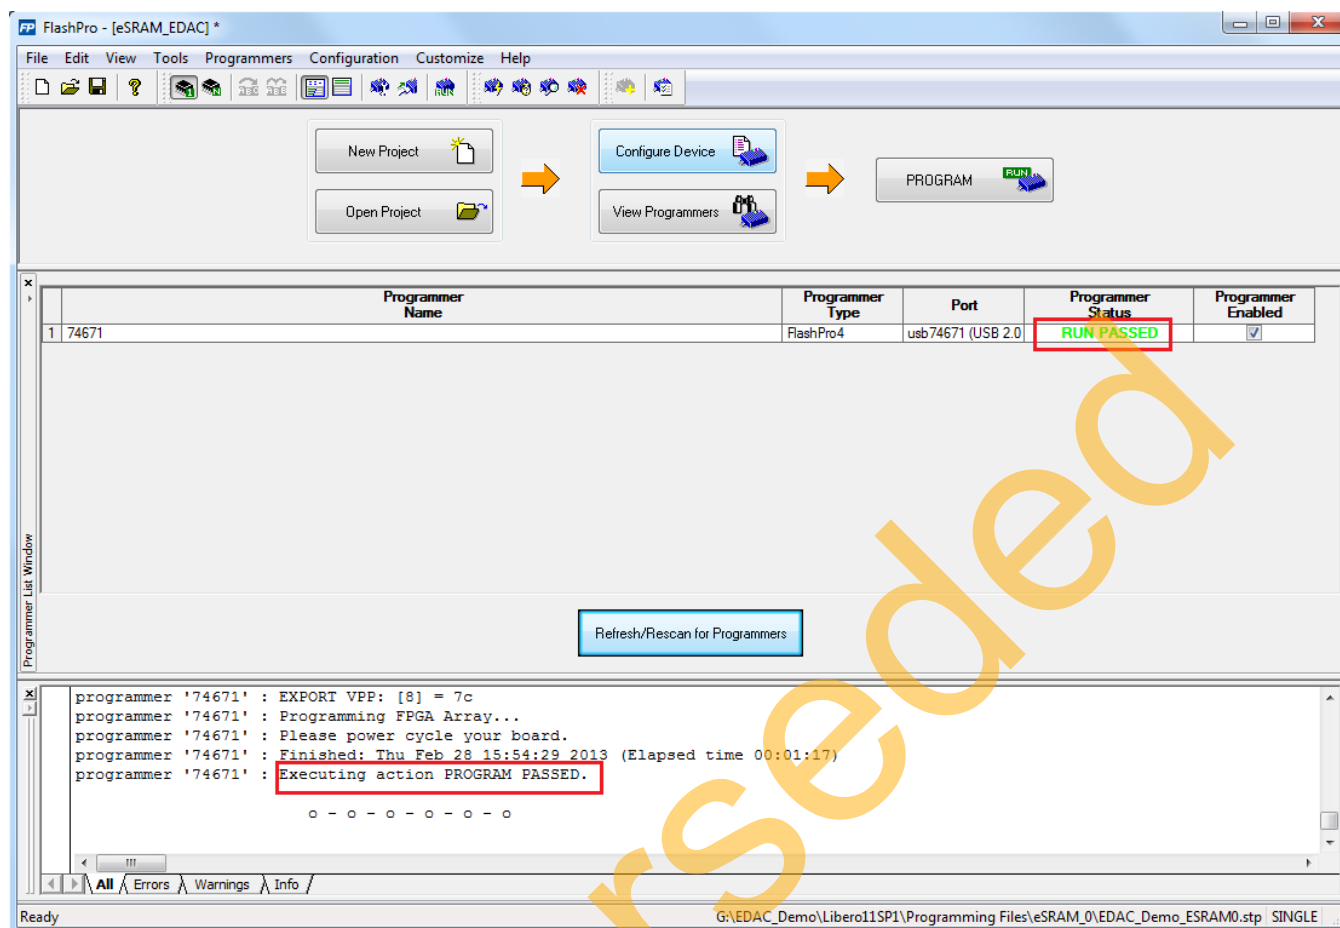 FP FlashPro - [eSRAM_EDAC] *
File Edit View Tools Programmers Configuration Customize Help
RUN
New Project
Configure Device
PROGRAM
RUN
Open Project
View Programmers
Programmer Name
Programmer Type
Port
Programmer Status
Programmer Enabled
1 74671 FlashPro4 usb74671 (USB 2.0 RUN PASSED
Programmer List Window
Refresh/Rescan for Programmers
programmer '74671' : EXPORT VPP: [8] = 7c
programmer '74671' : Programming FPGA Array...
programmer '74671' : Please power cycle your board.
programmer '74671' : Finished: Thu Feb 28 15:54:29 2013 (Elapsed time 00:01:17)
programmer '74671' : Executing action PROGRAM PASSED.
o - o - o - o - o - o
All Errors Warnings Info
Ready G:\EDAC_Demo\Libero11SP1\Programming Files\eSRAM_0\EDAC_Demo_ESRAM0.stp SINGLE
rseded